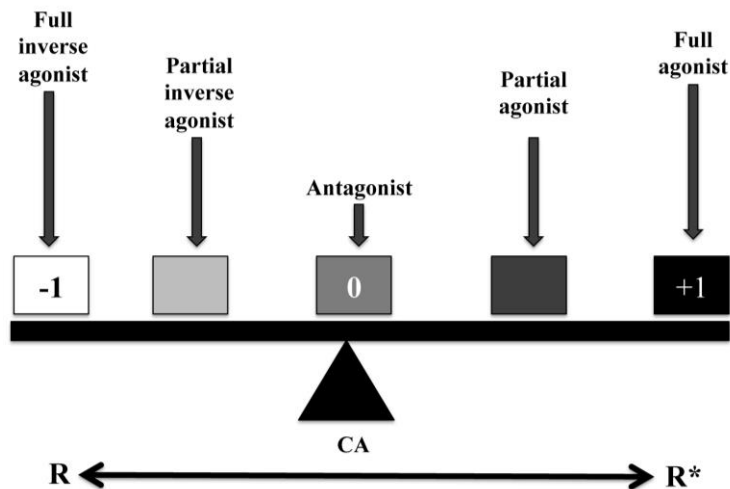 Full
inverse
agonist
Partial
inverse
agonist
Antagonist
Partial
agonist
Full
agonist
-1
0
+1
CA
R
R*